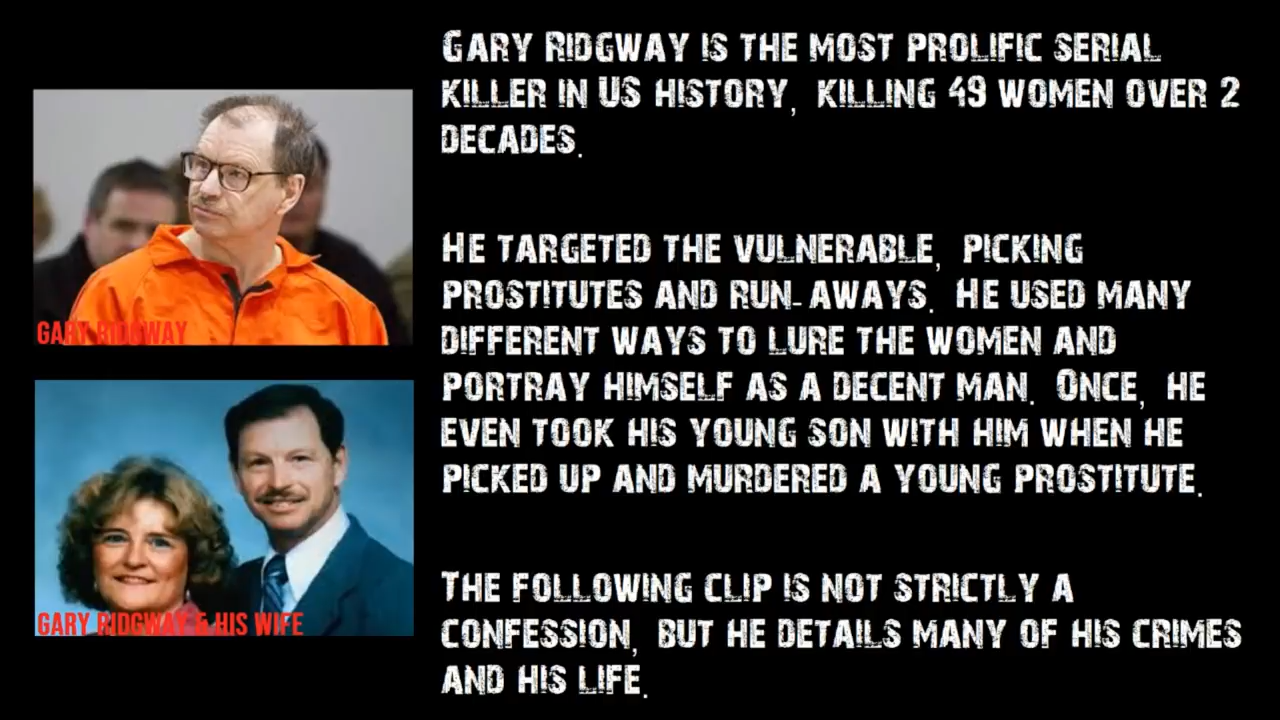 GARY RIDGWAY IS THE MOST PROLIFIC SERIAL
KILLER IN US HISTORY, KILLING 49 WOMEN OVER 2
DECADES.
HE TARGETED THE VULNERABLE, PICKING
PROSTITUTES AND RUN-AWAYS. HE USED MANY
DIFFERENT WAYS TO LURE THE WOMEN AND
PORTRAY HIMSELF AS A DECENT MAN. ONCE, HE
EVEN TOOK HIS YOUNG SON WITH HIM WHEN HE
PICKED UP AND MURDERED A YOUNG PROSTITUTE.
THE FOLLOWING CLIP IS NOT STRICTLY A
CONFESSION, BUT HE DETAILS MANY OF HIS CRIMES
AND HIS LIFE.
GARY RIDGWAY
GARY RIDGWAY & HIS WIFE